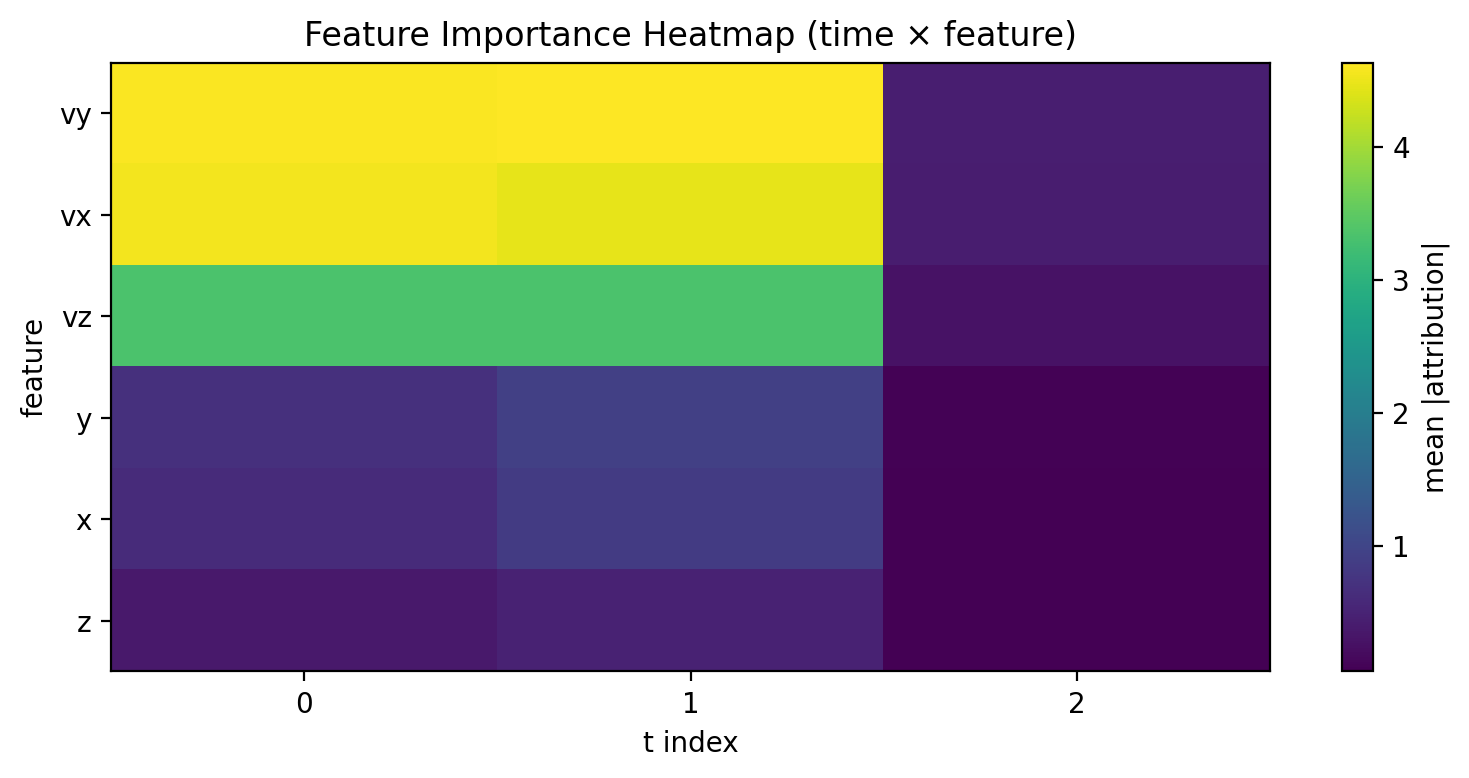 Feature Importance Heatmap (time × feature)
feature
vy
vx
vz
y
x
z
0
1
2
t index
4
3
2
1
mean |attribution|